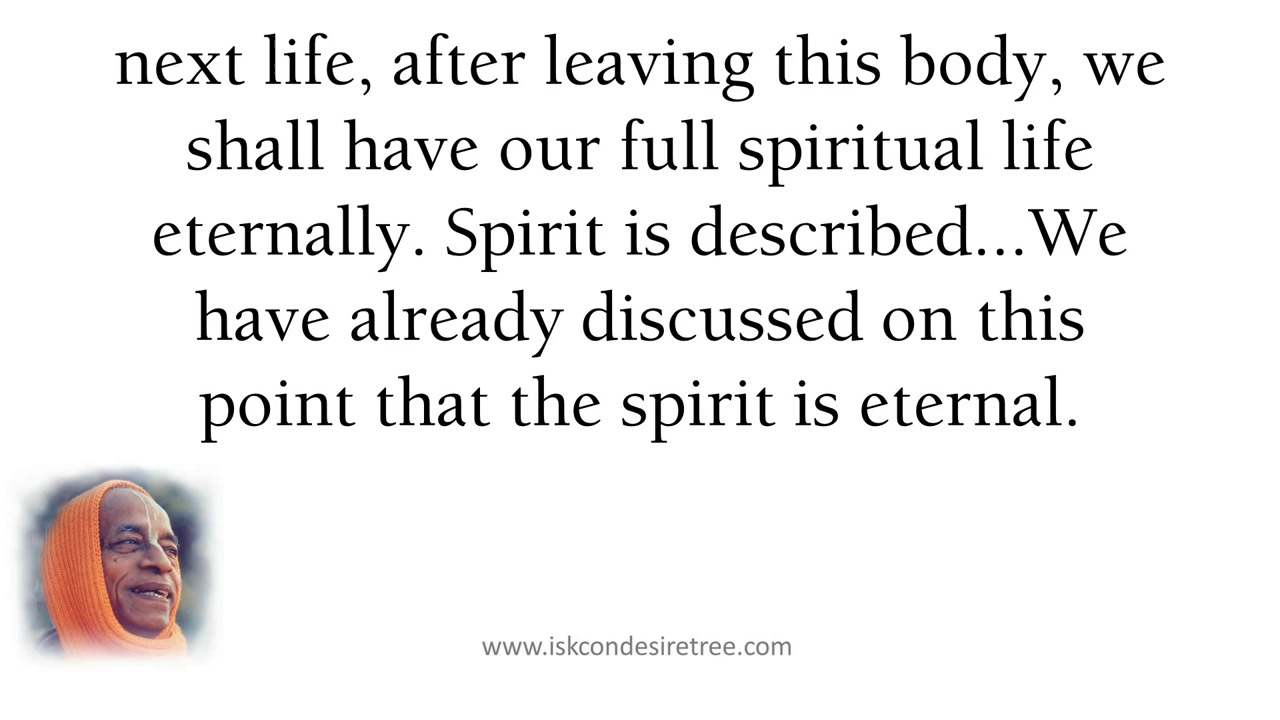 next life, after leaving this body, we
shall have our full spiritual life
eternally. Spirit is described...We
have already discussed on this
point that the spirit is eternal.
www.iskcondesiretree.com